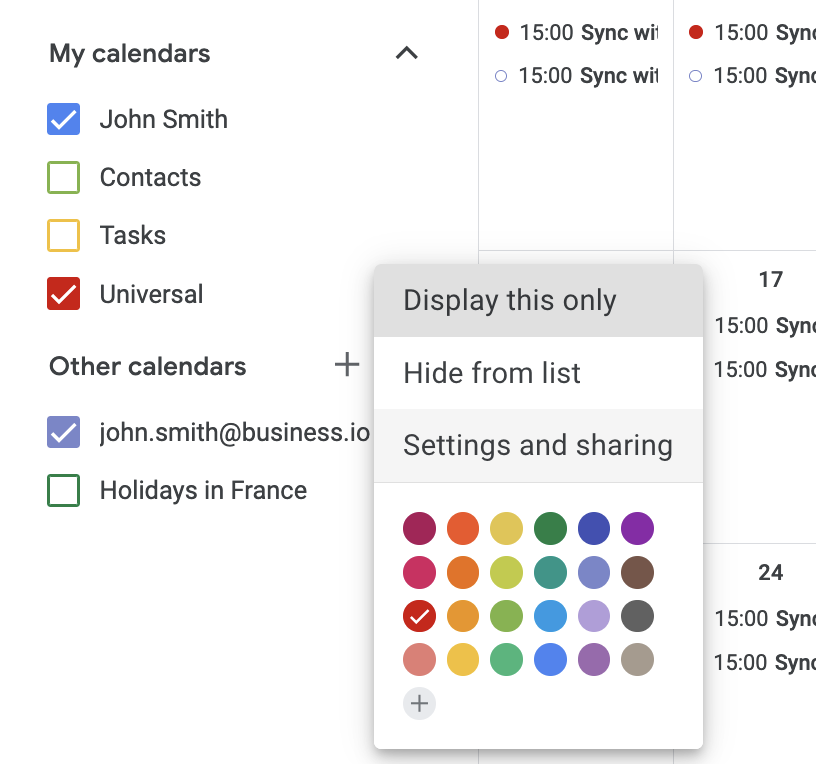 My calendars
John Smith
Contacts
Tasks
Universal
Other calendars
john.smith@business.io
Holidays in France
Display this only
Hide from list
Settings and sharing
15:00 Sync
15:00 Sync
15:00 Sync
15:00 Sync
17
15:00 Sync
15:00 Sync
24
15:00 Sync
15:00 Sync